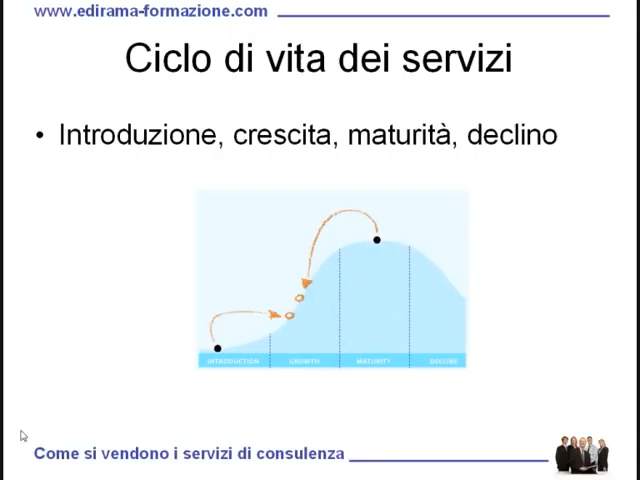 www.edirama-formazione.com
Ciclo di vita dei servizi
• Introduzione, crescita, maturità, declino
INTRODUCTION GROWTH MATURITY DECLINE
Come si vendono i servizi di consulenza